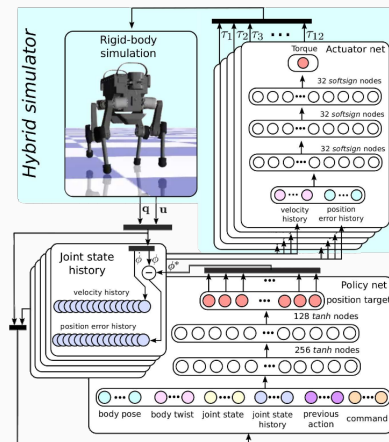 Hybrid simulator
Rigid-body
simulation
τ1 τ2 τ3 ··· τ12
Torque
Actuator net
32 softsign nodes
32 softsign nodes
32 softsign nodes
velocity
history
position
error history
q u
Joint state
history
ϕ̇ ϕ
−
ϕ*
velocity history
position error history
Policy net
position target
128 tanh nodes
256 tanh nodes
body pose
body twist
joint state
joint state
history
previous
action
command